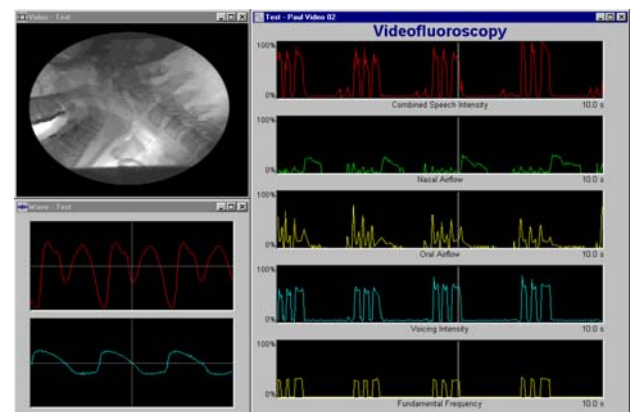 Video - Test
Test - Paul Video 02
Videofluoroscopy
100%
0%
Combined Speech Intensity
10.0 s
100%
0%
Nasal Airflow
10.0 s
100%
0%
Oral Airflow
10.0 s
100%
0%
Voicing Intensity
10.0 s
100%
0%
Fundamental Frequency
10.0 s
Wave - Test